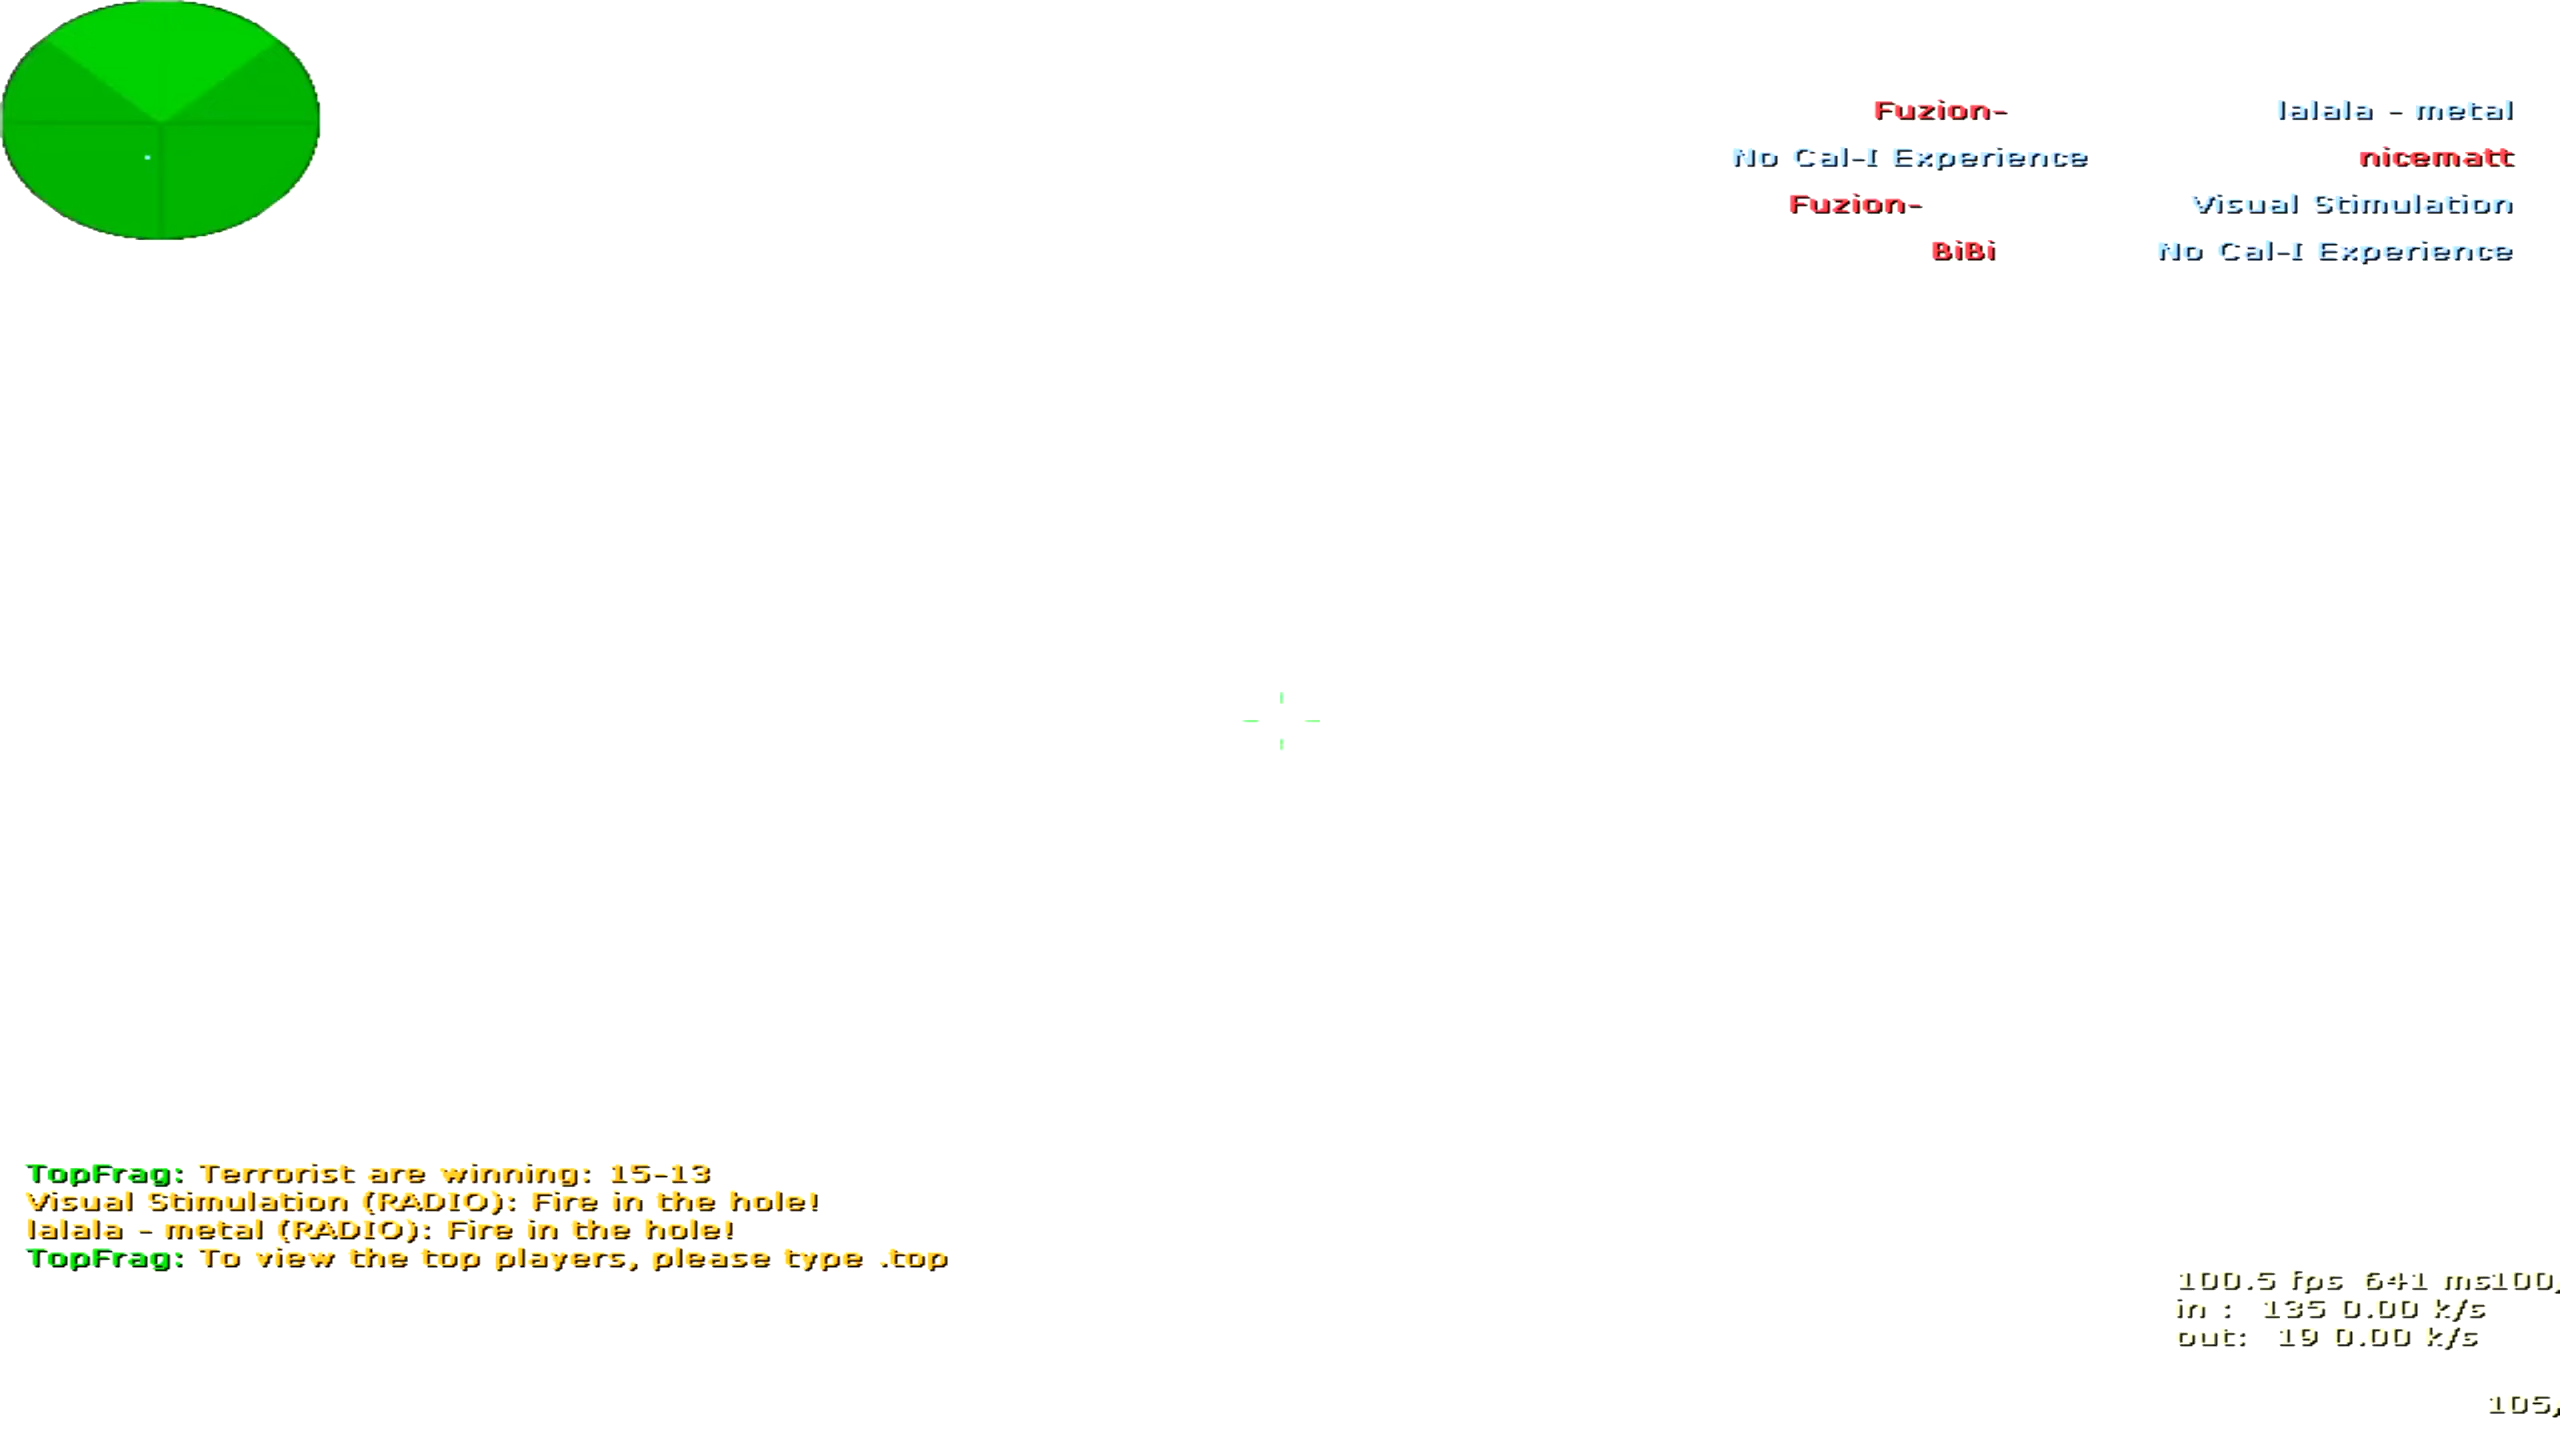 Fuzion- lalala - metal
No Cal-I Experience nicematt
Fuzion- Visual Stimulation
BiBi No Cal-I Experience
TopFrag: Terrorist are winning: 15-13
Visual Stimulation (RADIO): Fire in the hole!
lalala - metal (RADIO): Fire in the hole!
TopFrag: To view the top players, please type .top
100.5 fps 641 ms100,
in : 135 0.00 k/s
out: 19 0.00 k/s
105,